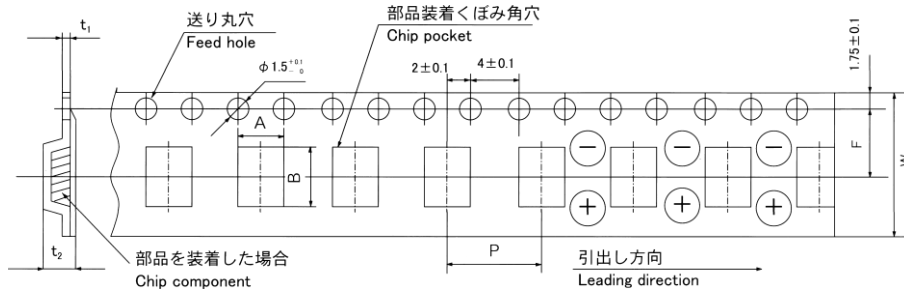 t₁
送り丸穴
Feed hole
φ1.5 +0.1 -0
部品装着くぼみ角穴
Chip pocket
2±0.1
4±0.1
1.75±0.1
A
B
F
W
− − −
+ + +
t₂
部品を装着した場合
Chip component
P
引出し方向
Leading direction